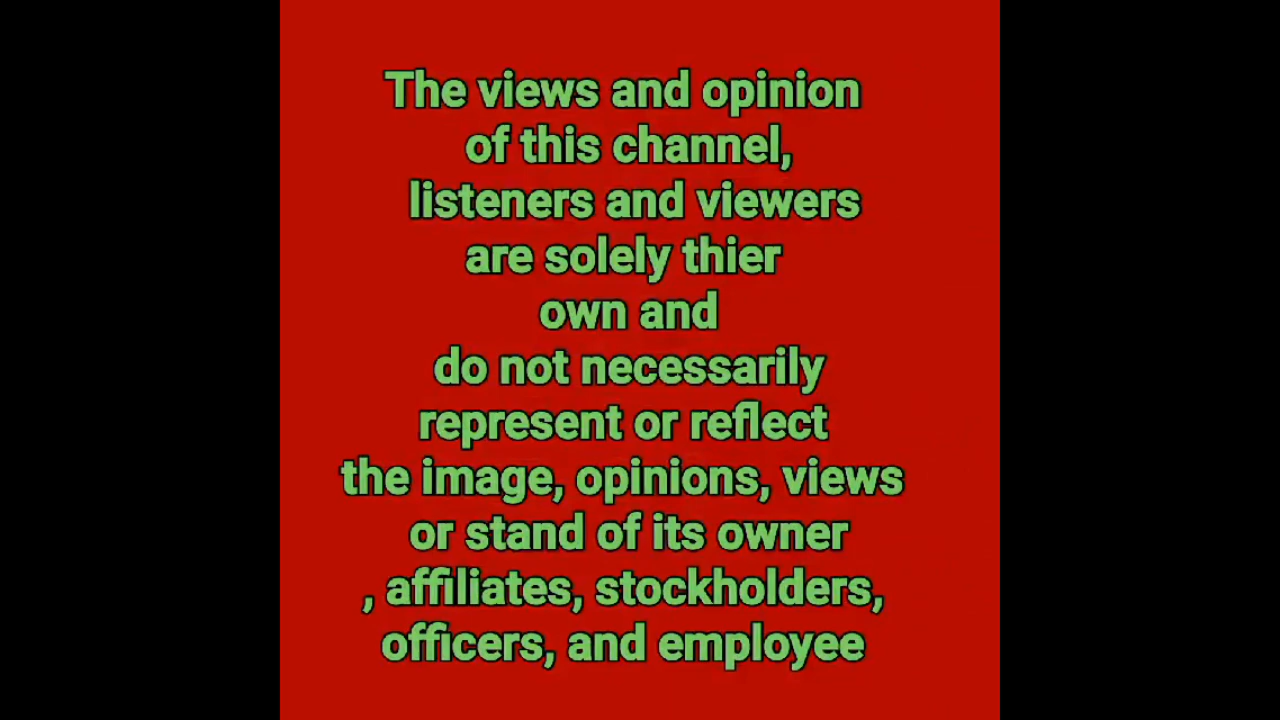 The views and opinion
of this channel,
listeners and viewers
are solely thier
own and
do not necessarily
represent or reflect
the image, opinions, views
or stand of its owner
, affiliates, stockholders,
officers, and employee